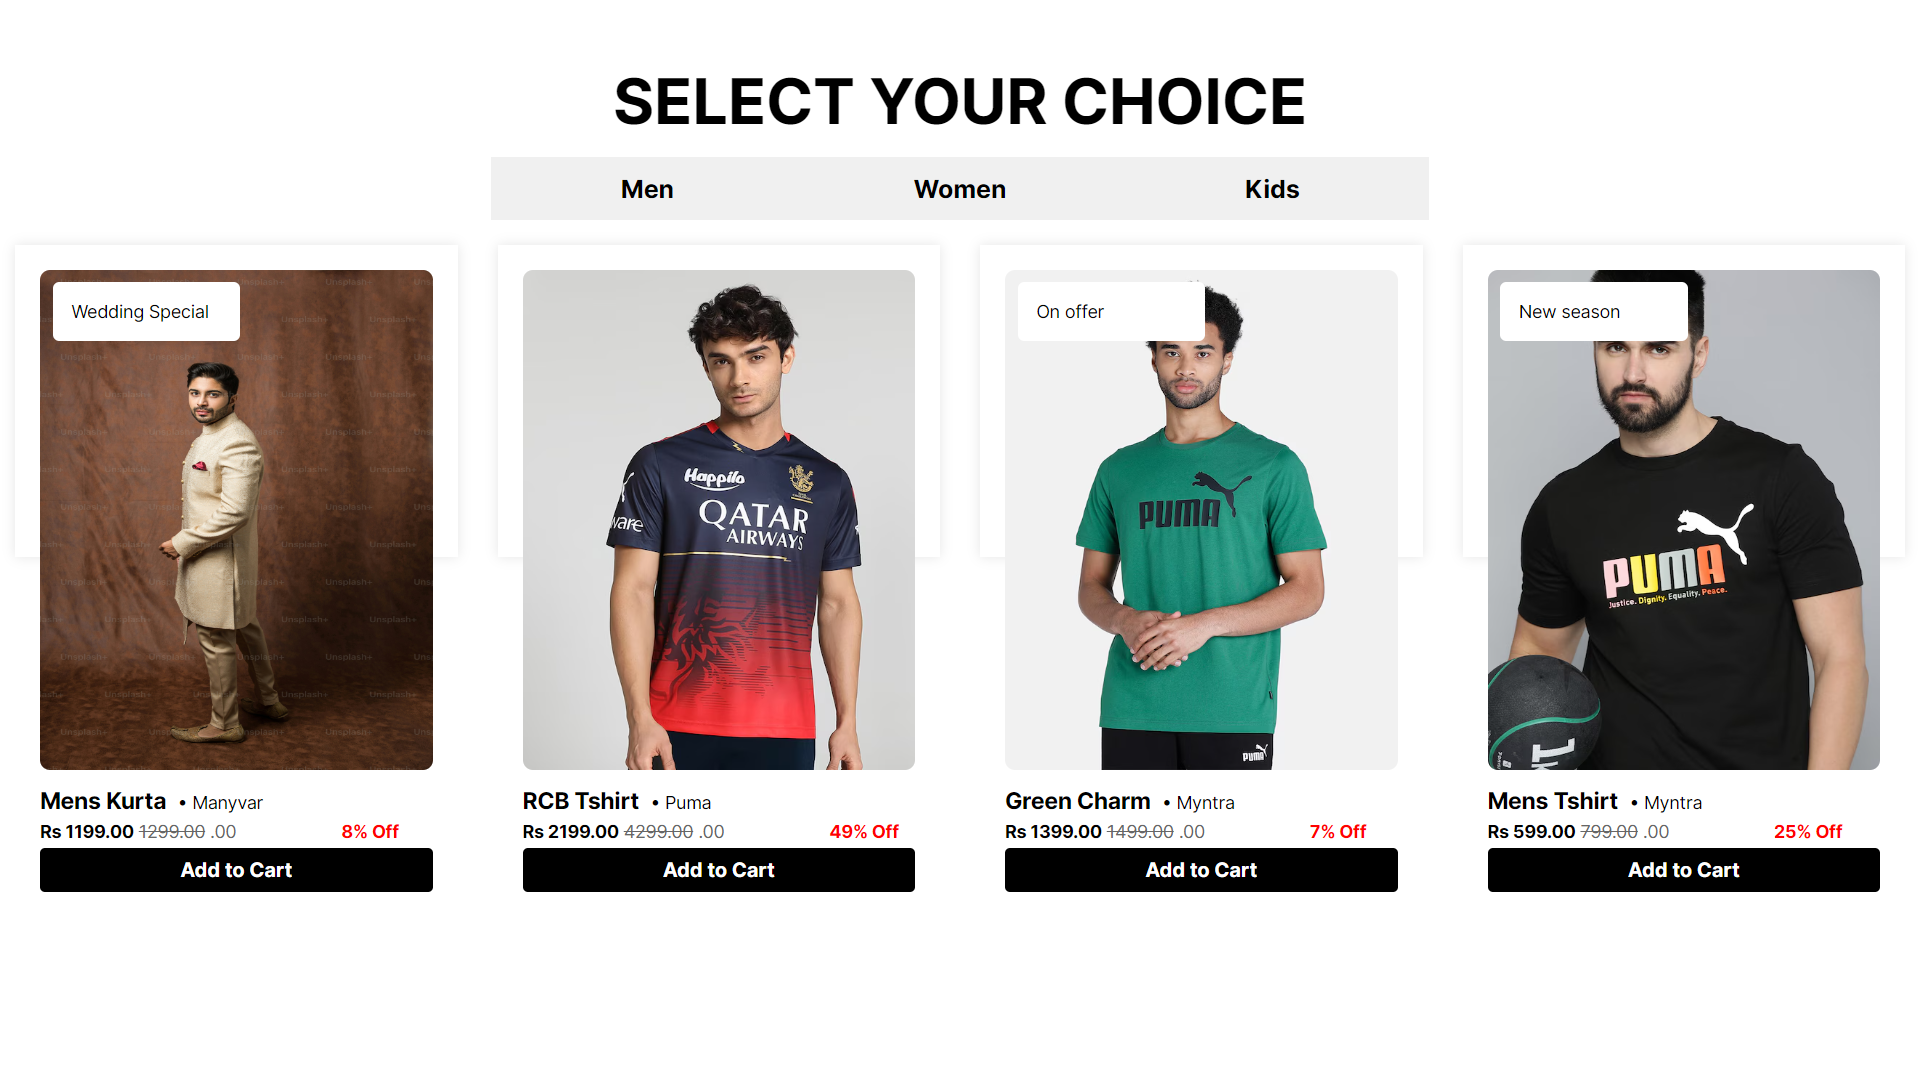 SELECT YOUR CHOICE
Men Women Kids
Wedding Special
On offer
New season
Happilo
QATAR
AIRWAYS
ware
PUMA
PUMA
PUMA
Justice. Dignity. Equality. Peace.
Unsplash+
Mens Kurta • Manyvar
Rs 1199.00 1299.00 .00 8% Off
Add to Cart
RCB Tshirt • Puma
Rs 2199.00 4299.00 .00 49% Off
Add to Cart
Green Charm • Myntra
Rs 1399.00 1499.00 .00 7% Off
Add to Cart
Mens Tshirt • Myntra
Rs 599.00 799.00 .00 25% Off
Add to Cart